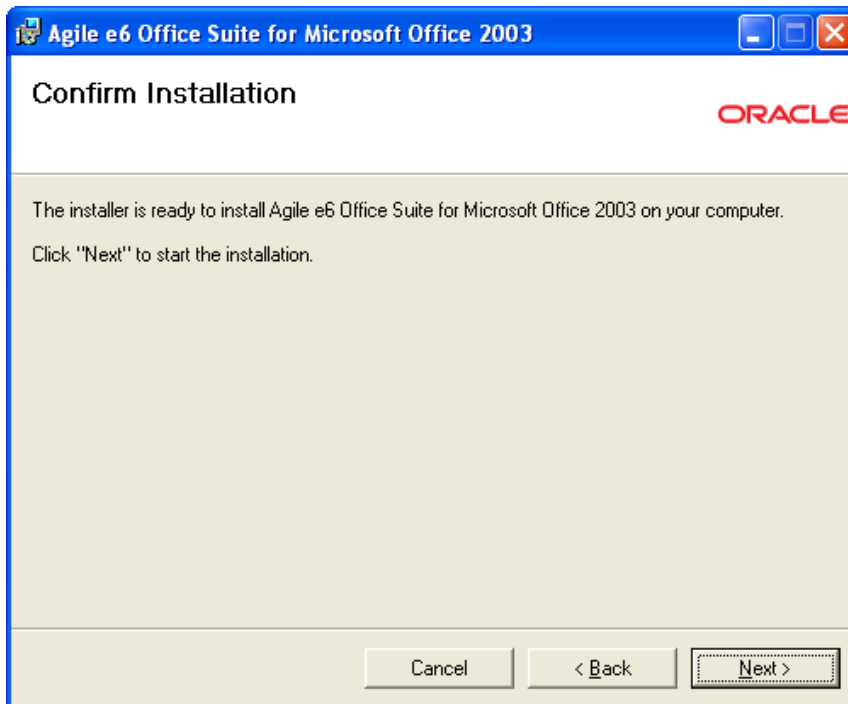 Agile e6 Office Suite for Microsoft Office 2003
Confirm Installation
ORACLE
The installer is ready to install Agile e6 Office Suite for Microsoft Office 2003 on your computer.
Click "Next" to start the installation.
Cancel
< Back
Next >